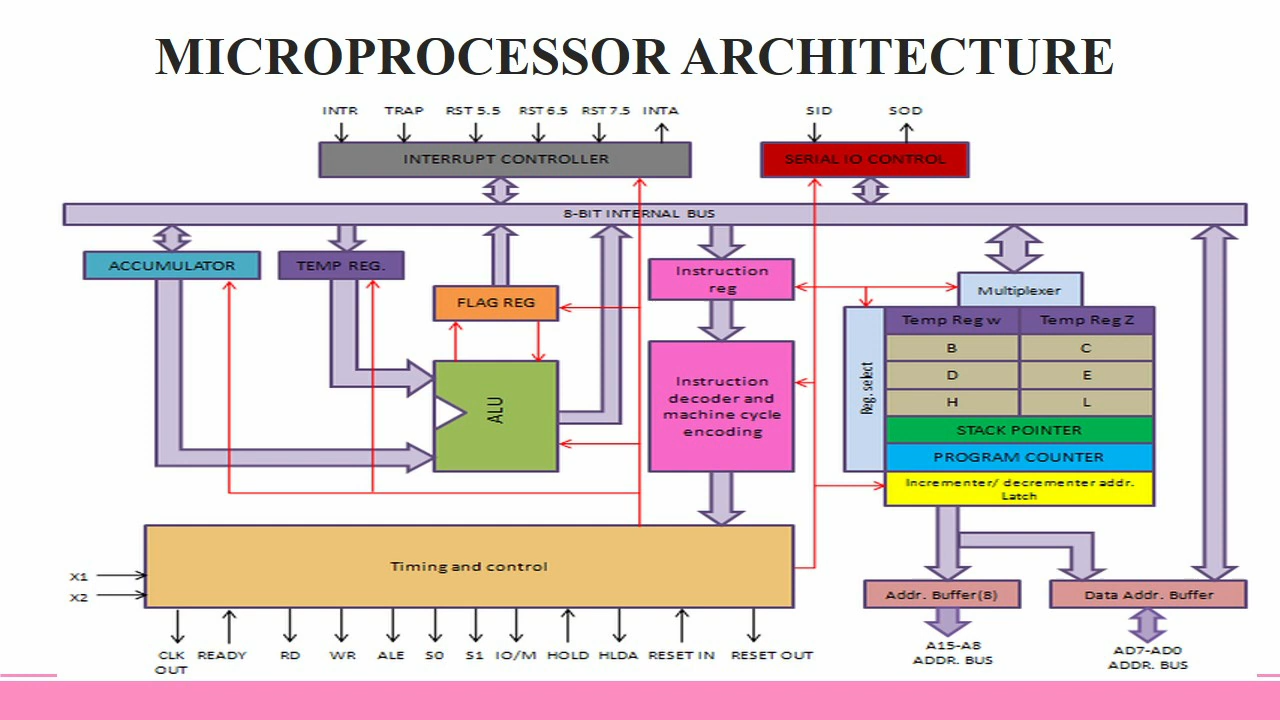 MICROPROCESSOR ARCHITECTURE
INTR TRAP RST 5.5 RST 6.5 RST 7.5 INTA SID SOD
INTERRUPT CONTROLLER
SERIAL IO CONTROL
8-BIT INTERNAL BUS
ACCUMULATOR
TEMP REG.
Instruction
reg
FLAG REG
Multiplexer
Temp Reg w
Temp Reg Z
B
C
D
E
H
L
Reg. select
ALU
Instruction
decoder and
machine cycle
encoding
STACK POINTER
PROGRAM COUNTER
Incrementer/ decrementer addr.
Latch
Timing and control
X1
X2
Addr. Buffer(8)
Data Addr. Buffer
CLK
OUT
READY
RD
WR
ALE
S0
S1
IO/M
HOLD
HLDA
RESET IN
RESET OUT
A15-A8
ADDR. BUS
AD7-AD0
ADDR. BUS